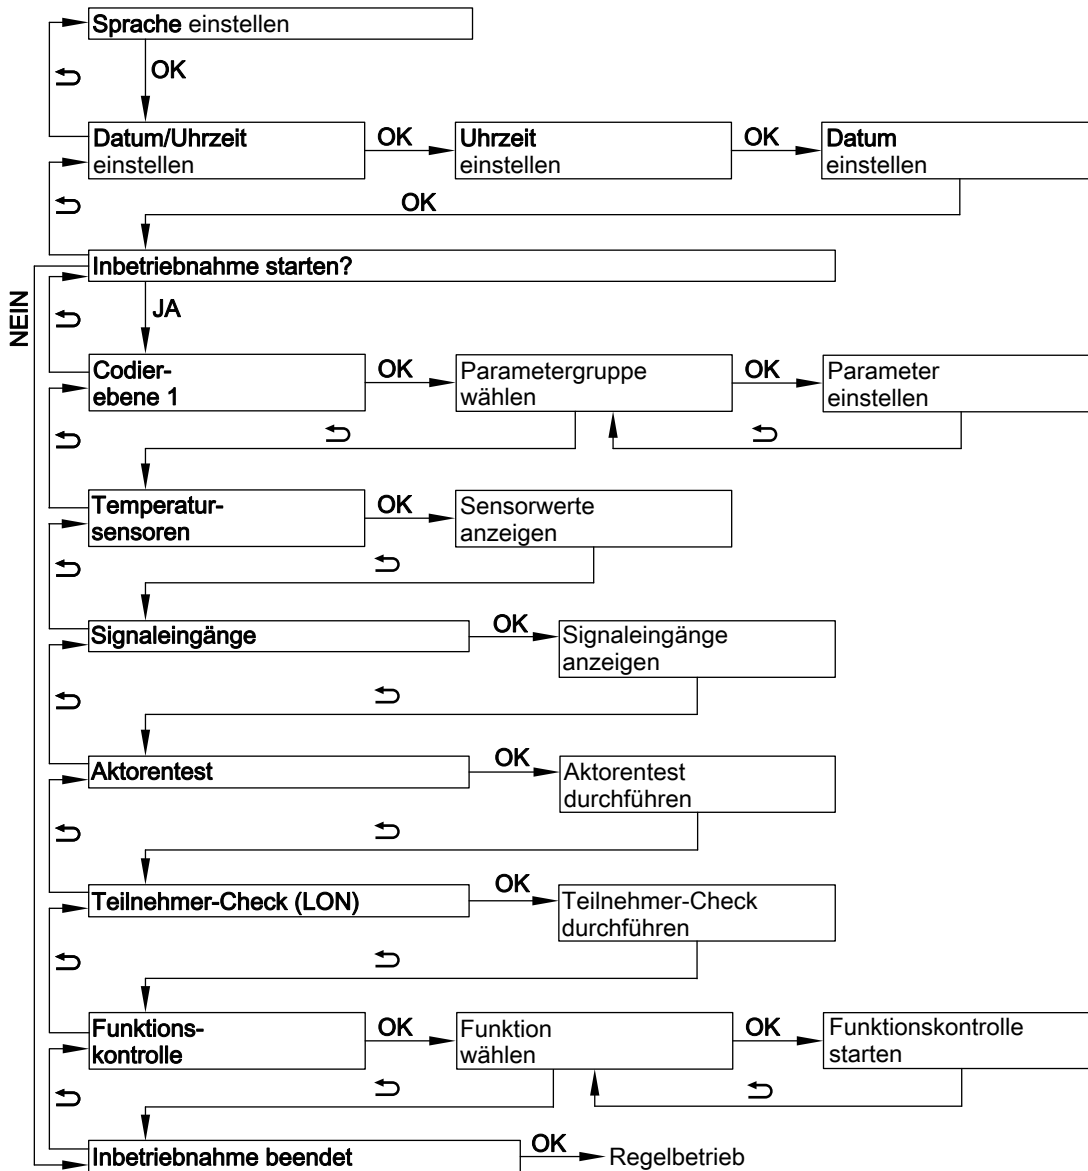 Sprache einstellen
OK
Datum/Uhrzeit
einstellen
OK
Uhrzeit
einstellen
OK
Datum
einstellen
OK
Inbetriebnahme starten?
NEIN
JA
Codier-
ebene 1
OK
Parametergruppe
wählen
OK
Parameter
einstellen
Temperatur-
sensoren
OK
Sensorwerte
anzeigen
Signaleingänge
OK
Signaleingänge
anzeigen
Aktorentest
OK
Aktorentest
durchführen
Teilnehmer-Check (LON)
OK
Teilnehmer-Check
durchführen
Funktions-
kontrolle
OK
Funktion
wählen
OK
Funktionskontrolle
starten
Inbetriebnahme beendet
OK
Regelbetrieb